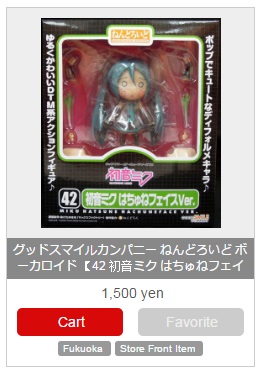 ねんどろいど
ポップでキュートなディフォルメキャラ♪
ゆるくかわいいDTM系アクションフィギュア♪
初音ミク
42
初音ミク はちゅねフェイスVer.
MIKU HATSUNE HACHUNEFACE VER.
グッドスマイルカンパニー ねんどろいど ボ
ーカロイド 【 42 初音ミク はちゅねフェイ
1,500 yen
Cart
Favorite
Fukuoka
Store Front Item